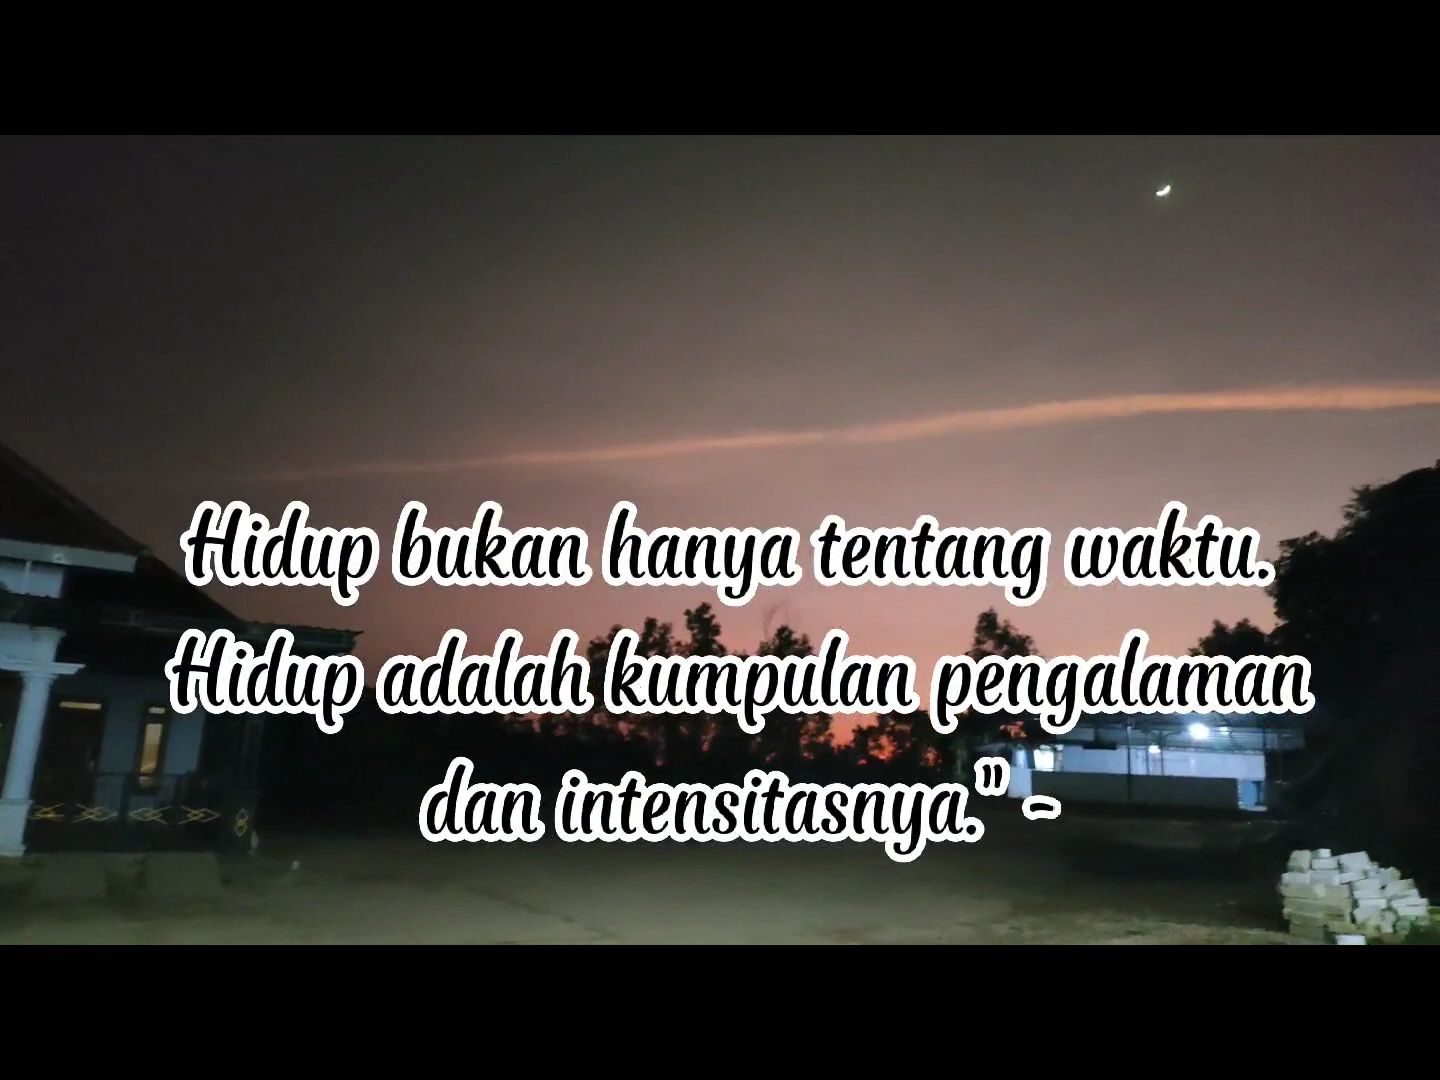 Hidup bukan hanya tentang waktu.
Hidup adalah kumpulan pengalaman
dan intensitasnya." -